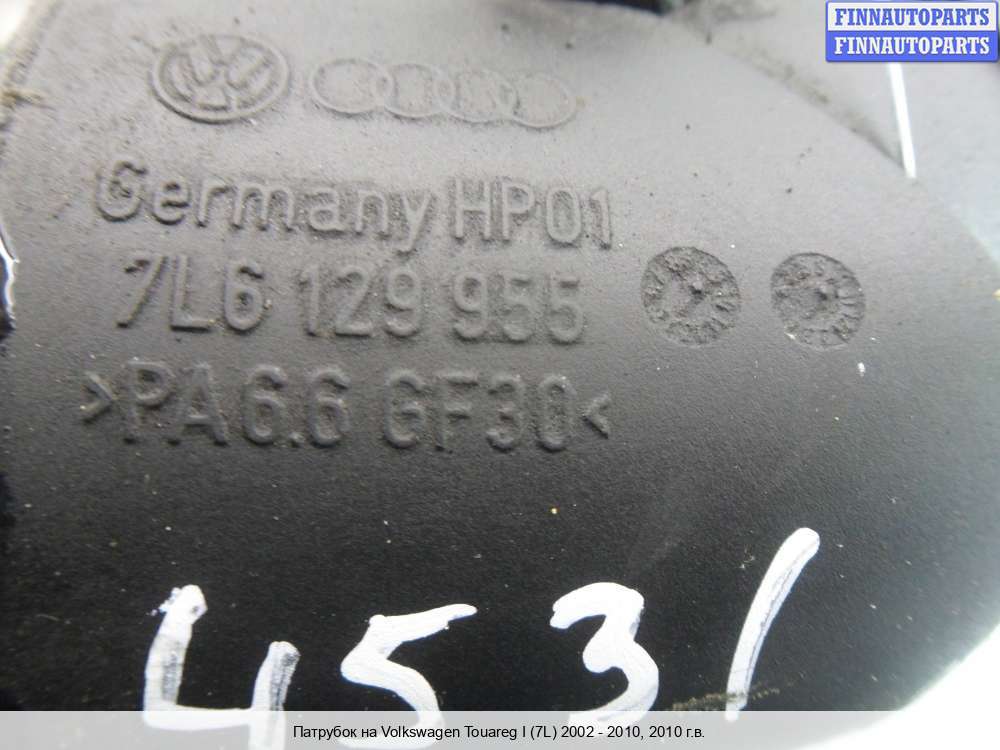 FINNAUTOPARTS
FINNAUTOPARTS
Germany HP01
7L6 129 955
>PA6.6 GF30<
4531
Патрубок на Volkswagen Touareg I (7L) 2002 - 2010, 2010 г.в.